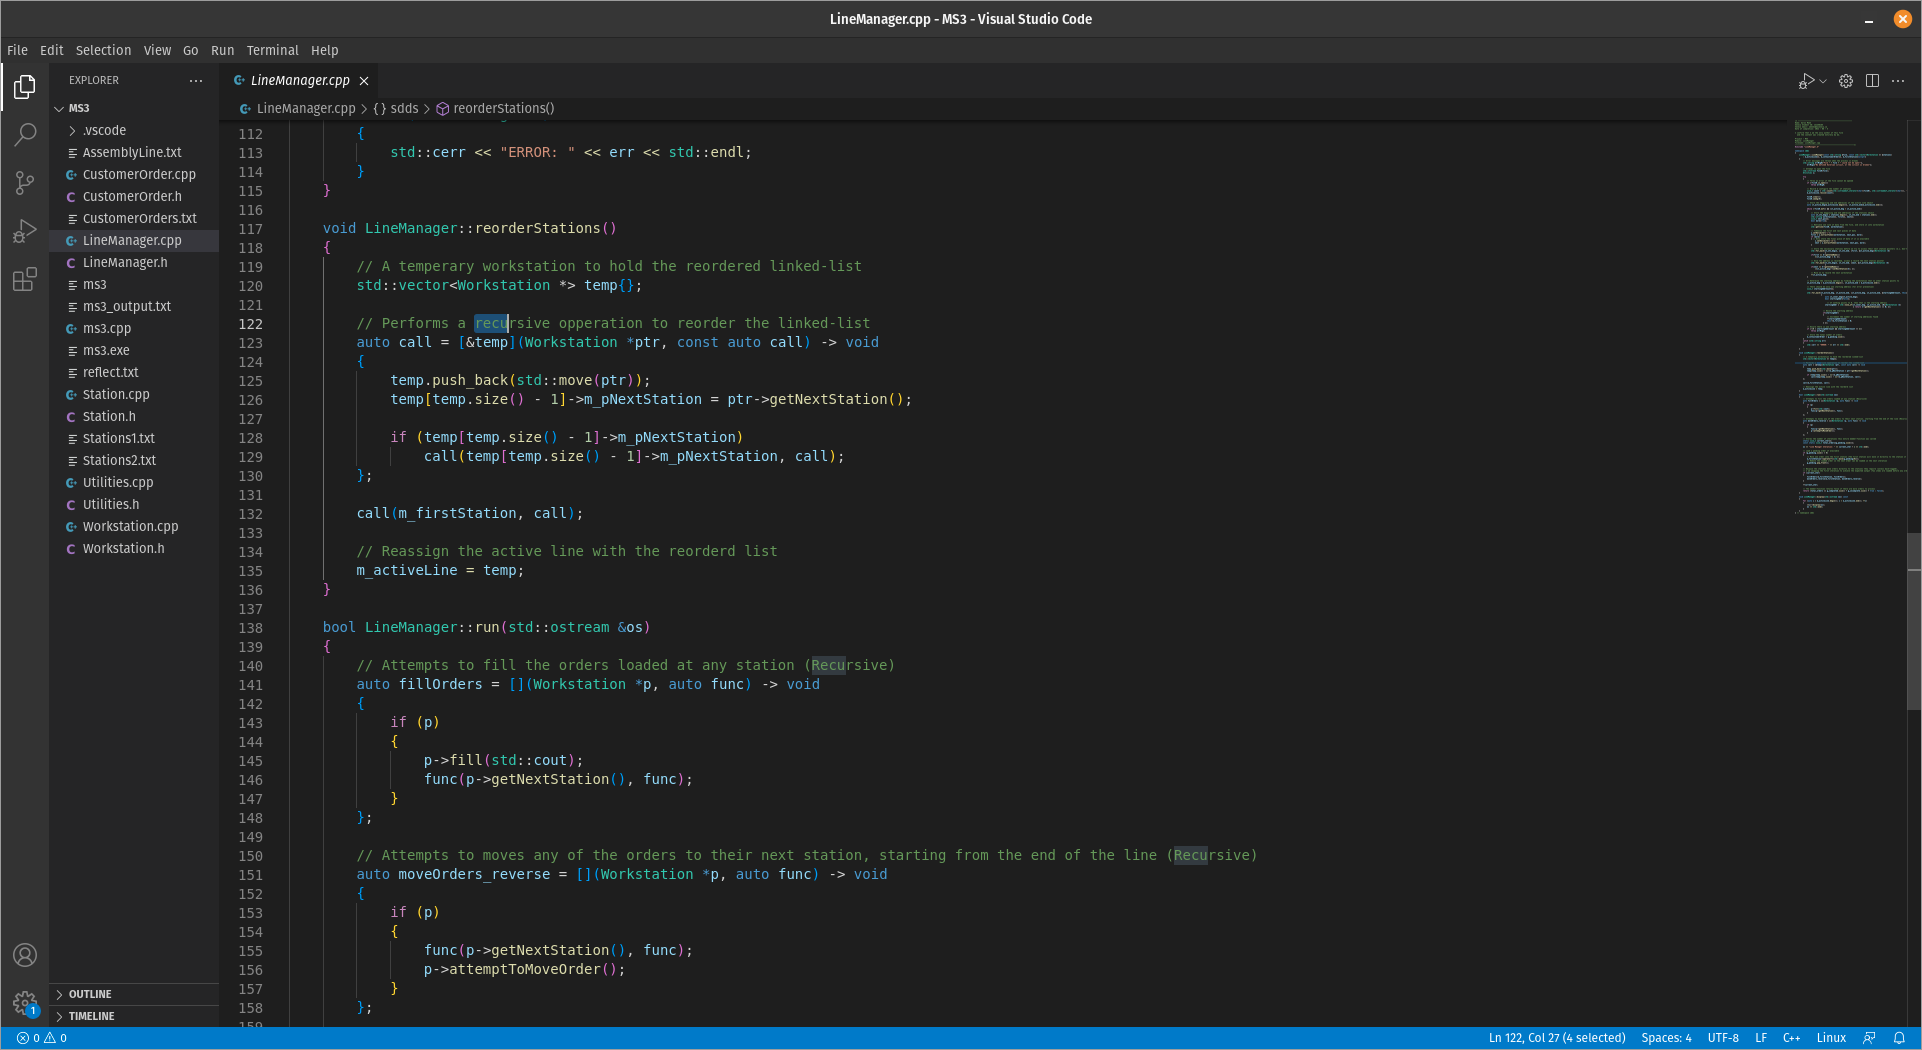 LineManager.cpp - MS3 - Visual Studio Code
File Edit Selection View Go Run Terminal Help
EXPLORER
MS3
.vscode
AssemblyLine.txt
CustomerOrder.cpp
CustomerOrder.h
CustomerOrders.txt
LineManager.cpp
LineManager.h
ms3
ms3_output.txt
ms3.cpp
ms3.exe
reflect.txt
Station.cpp
Station.h
Stations1.txt
Stations2.txt
Utilities.cpp
Utilities.h
Workstation.cpp
Workstation.h
OUTLINE
TIMELINE
LineManager.cpp
LineManager.cpp > {} sdds > reorderStations()
112 {
113 std::cerr << "ERROR: " << err << std::endl;
114 }
115 }
116
117 void LineManager::reorderStations()
118 {
119 // A temperary workstation to hold the reordered linked-list
120 std::vector<Workstation *> temp{};
121
122 // Performs a recursive opperation to reorder the linked-list
123 auto call = [&temp](Workstation *ptr, const auto call) -> void
124 {
125 temp.push_back(std::move(ptr));
126 temp[temp.size() - 1]->m_pNextStation = ptr->getNextStation();
127
128 if (temp[temp.size() - 1]->m_pNextStation)
129 call(temp[temp.size() - 1]->m_pNextStation, call);
130 };
131
132 call(m_firstStation, call);
133
134 // Reassign the active line with the reorderd list
135 m_activeLine = temp;
136 }
137
138 bool LineManager::run(std::ostream &os)
139 {
140 // Attempts to fill the orders loaded at any station (Recursive)
141 auto fillOrders = [](Workstation *p, auto func) -> void
142 {
143 if (p)
144 {
145 p->fill(std::cout);
146 func(p->getNextStation(), func);
147 }
148 };
149
150 // Attempts to moves any of the orders to their next station, starting from the end of the line (Recursive)
151 auto moveOrders_reverse = [](Workstation *p, auto func) -> void
152 {
153 if (p)
154 {
155 func(p->getNextStation(), func);
156 p->attemptToMoveOrder();
157 }
158 };
159
1
0 0
Ln 122, Col 27 (4 selected) Spaces: 4 UTF-8 LF C++ Linux